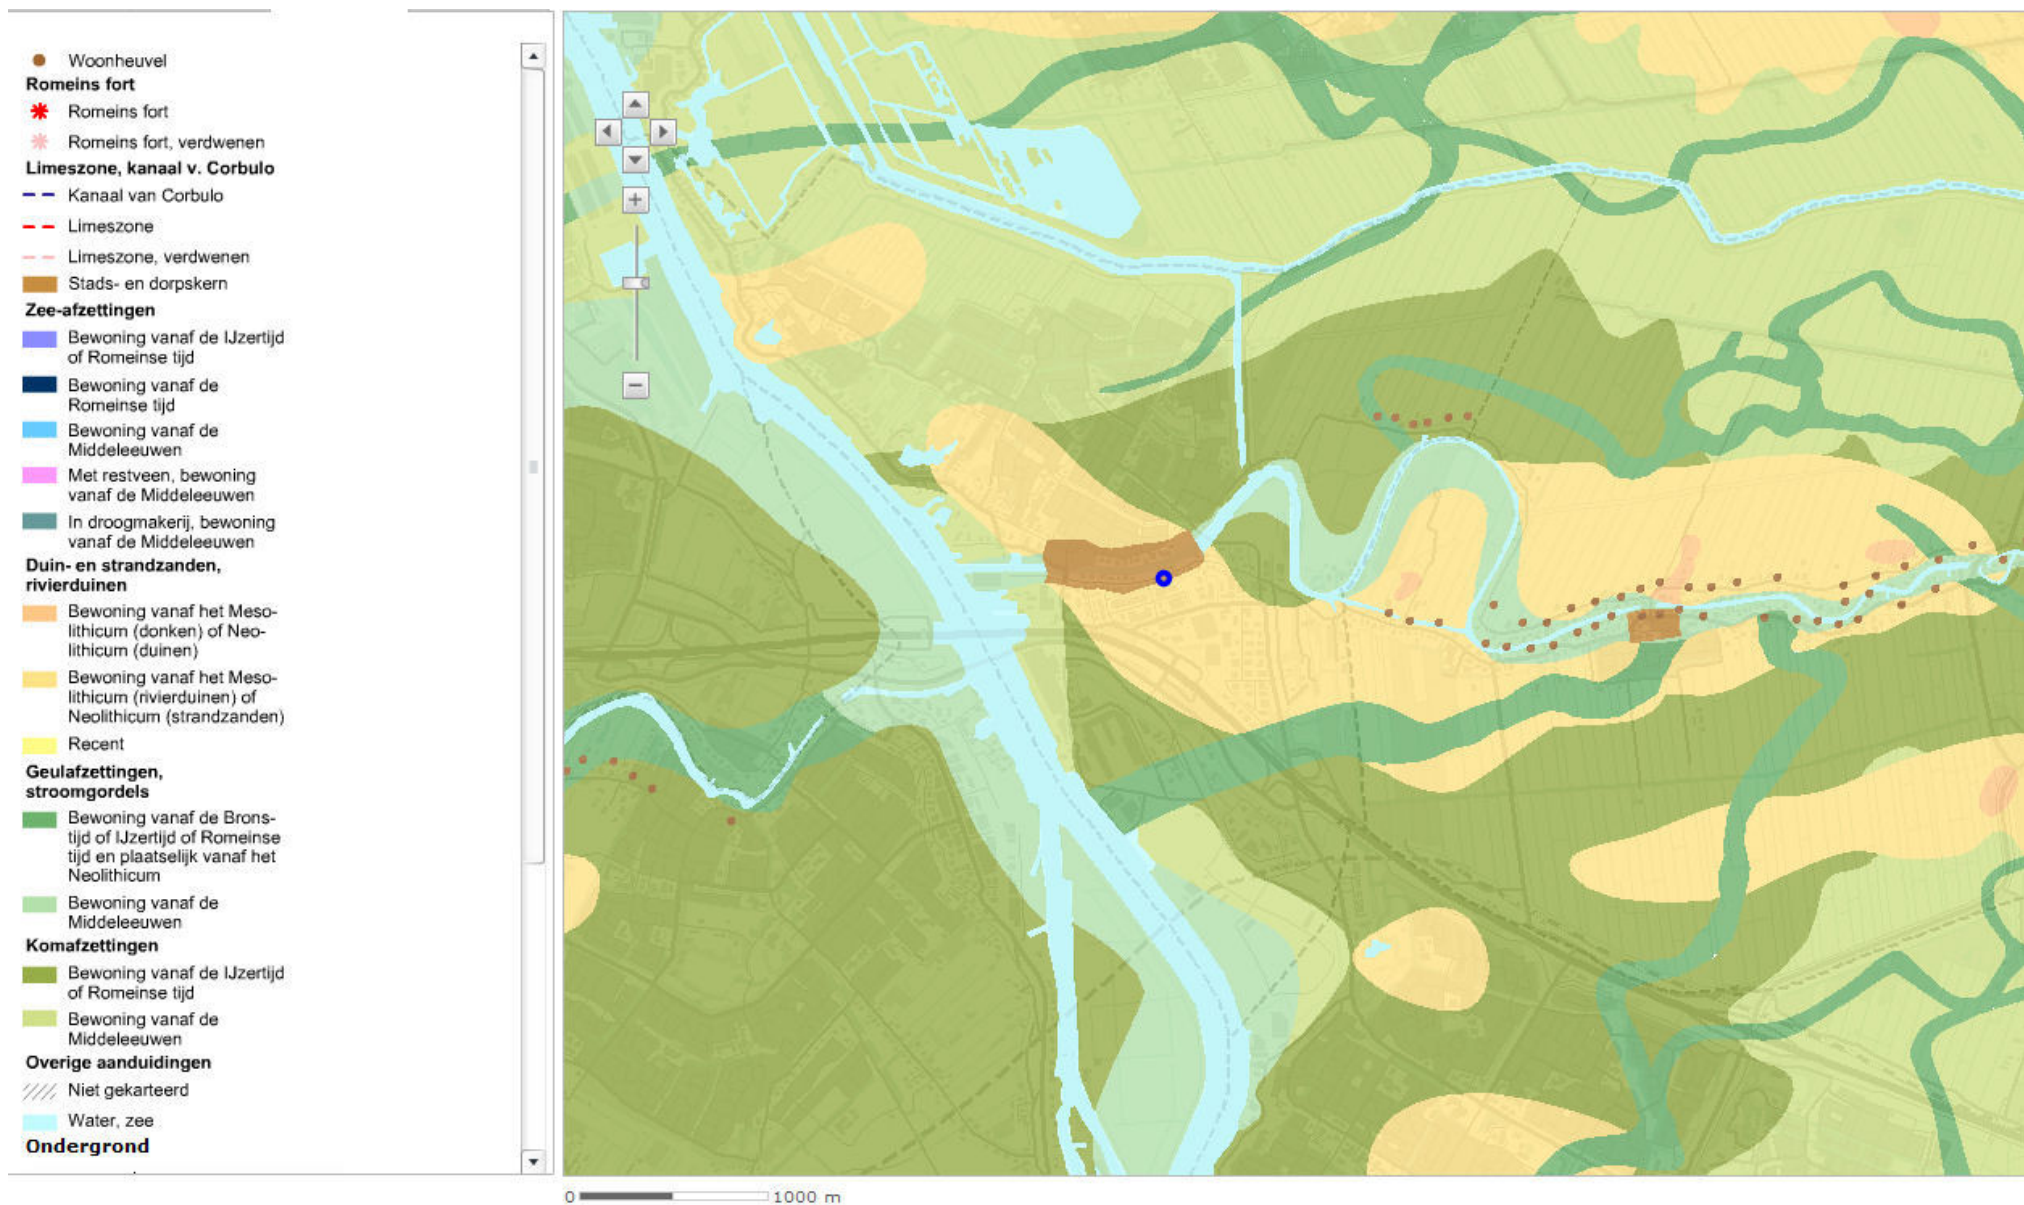 Woonheuvel
Romeins fort
Romeins fort
Romeins fort, verdwenen
Limeszone, kanaal v. Corbulo
Kanaal van Corbulo
Limeszone
Limeszone, verdwenen
Stads- en dorpskern
Zee-afzettingen
Bewoning vanaf de IJzertijd
of Romeinse tijd
Bewoning vanaf de
Romeinse tijd
Bewoning vanaf de
Middeleeuwen
Met restveen, bewoning
vanaf de Middeleeuwen
In droogmakerij, bewoning
vanaf de Middeleeuwen
Duin- en strandzanden,
rivierduinen
Bewoning vanaf het Meso-
lithicum (donken) of Neo-
lithicum (duinen)
Bewoning vanaf het Meso-
lithicum (rivierduinen) of
Neolithicum (strandzanden)
Recent
Geulafzettingen,
stroomgordels
Bewoning vanaf de Brons-
tijd of IJzertijd of Romeinse
tijd en plaatselijk vanaf het
Neolithicum
Bewoning vanaf de
Middeleeuwen
Komafzettingen
Bewoning vanaf de IJzertijd
of Romeinse tijd
Bewoning vanaf de
Middeleeuwen
Overige aanduidingen
Niet gekarteerd
Water, zee
Ondergrond
0 1000 m